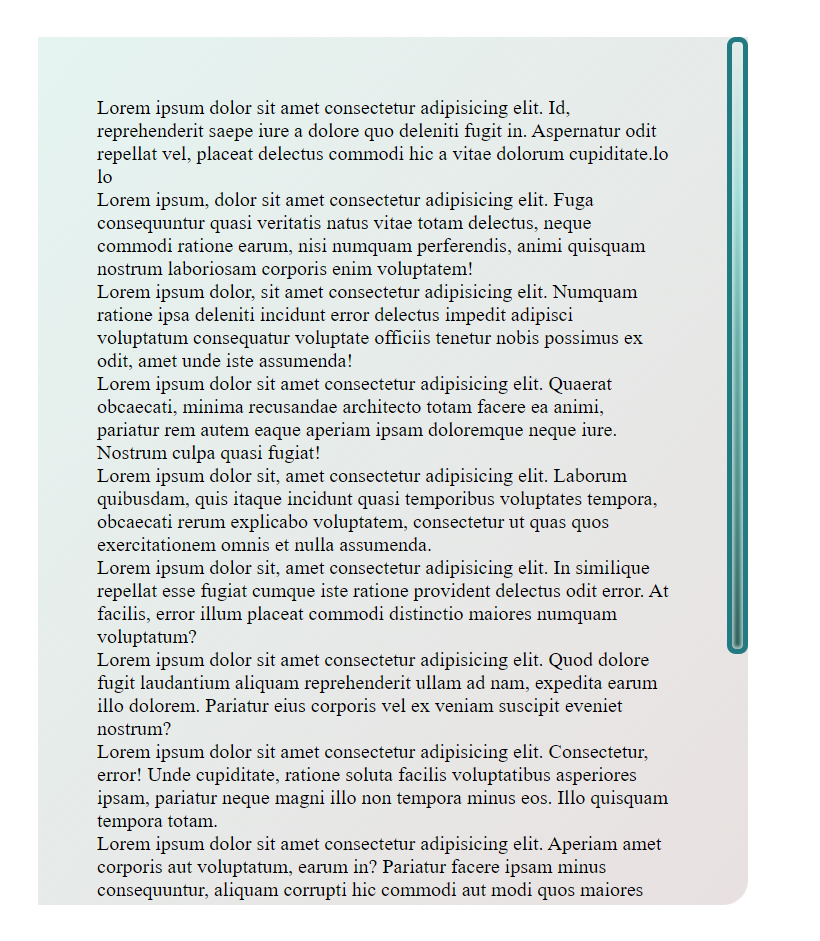 Lorem ipsum dolor sit amet consectetur adipisicing elit. Id,
reprehenderit saepe iure a dolore quo deleniti fugit in. Aspernatur odit
repellat vel, placeat delectus commodi hic a vitae dolorum cupiditate.lo
lo
Lorem ipsum, dolor sit amet consectetur adipisicing elit. Fuga
consequuntur quasi veritatis natus vitae totam delectus, neque
commodi ratione earum, nisi numquam perferendis, animi quisquam
nostrum laboriosam corporis enim voluptatem!
Lorem ipsum dolor, sit amet consectetur adipisicing elit. Numquam
ratione ipsa deleniti incidunt error delectus impedit adipisci
voluptatum consequatur voluptate officiis tenetur nobis possimus ex
odit, amet unde iste assumenda!
Lorem ipsum dolor sit amet consectetur adipisicing elit. Quaerat
obcaecati, minima recusandae architecto totam facere ea animi,
pariatur rem autem eaque aperiam ipsam doloremque neque iure.
Nostrum culpa quasi fugiat!
Lorem ipsum dolor sit, amet consectetur adipisicing elit. Laborum
quibusdam, quis itaque incidunt quasi temporibus voluptates tempora,
obcaecati rerum explicabo voluptatem, consectetur ut quas quos
exercitationem omnis et nulla assumenda.
Lorem ipsum dolor sit, amet consectetur adipisicing elit. In similique
repellat esse fugiat cumque iste ratione provident delectus odit error. At
facilis, error illum placeat commodi distinctio maiores numquam
voluptatum?
Lorem ipsum dolor sit amet consectetur adipisicing elit. Quod dolore
fugit laudantium aliquam reprehenderit ullam ad nam, expedita earum
illo dolorem. Pariatur eius corporis vel ex veniam suscipit eveniet
nostrum?
Lorem ipsum dolor sit amet consectetur adipisicing elit. Consectetur,
error! Unde cupiditate, ratione soluta facilis voluptatibus asperiores
ipsam, pariatur neque magni illo non tempora minus eos. Illo quisquam
tempora totam.
Lorem ipsum dolor sit amet consectetur adipisicing elit. Aperiam amet
corporis aut voluptatum, earum in? Pariatur facere ipsam minus
consequuntur, aliquam corrupti hic commodi aut modi quos maiores